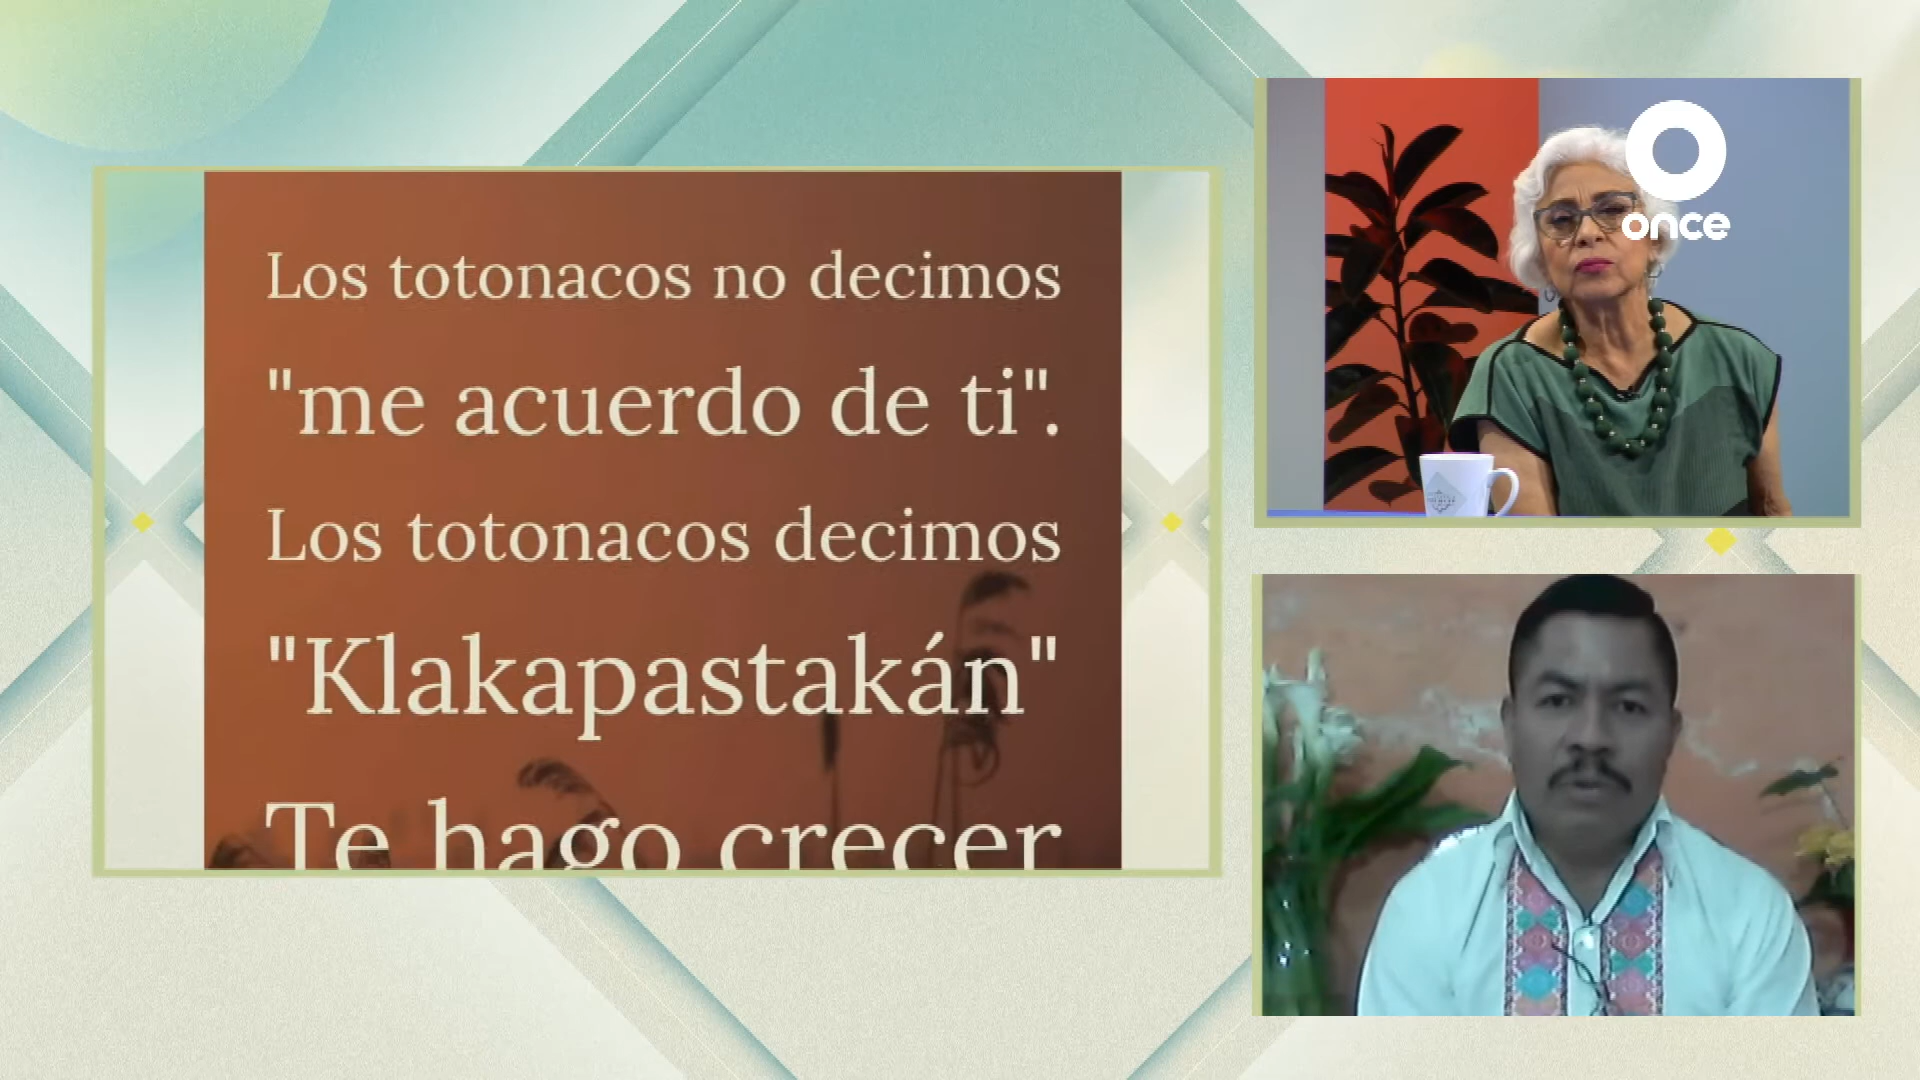 Los totonacos no decimos
"me acuerdo de ti".
Los totonacos decimos
"Klakapastakán"
Te hago crecer
once